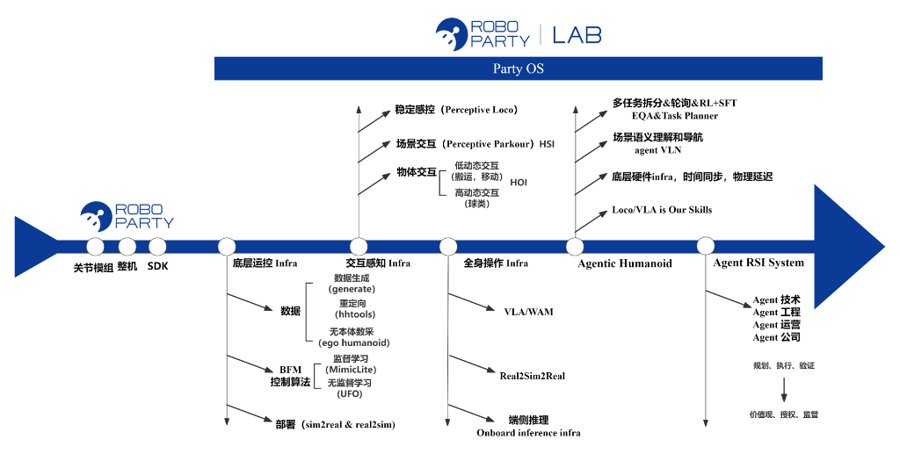 ROBO
PARTY
LAB
Party OS
稳定感控（Perceptive Loco）
场景交互（Perceptive Parkour）HSI
物体交互
低动态交互
（搬运，移动）
高动态交互
（球类）
HOI
多任务拆分&轮询&RL+SFT
EQA&Task Planner
场景语义理解和导航
agent VLN
底层硬件infra，时间同步，物理延迟
Loco/VLA is Our Skills
ROBO
PARTY
关节模组
整机
SDK
底层运控 Infra
交互感知 Infra
全身操作 Infra
Agentic Humanoid
Agent RSI System
数据
数据生成
（generate）
重定向
（hhtools）
无本体数采
（ego humanoid）
BFM
控制算法
监督学习
（MimicLite）
无监督学习
（UFO）
部署（sim2real & real2sim）
VLA/WAM
Real2Sim2Real
端侧推理
Onboard inference infra
Agent 技术
Agent 工程
Agent 运营
Agent 公司
规划、执行、验证
价值观、授权、监管